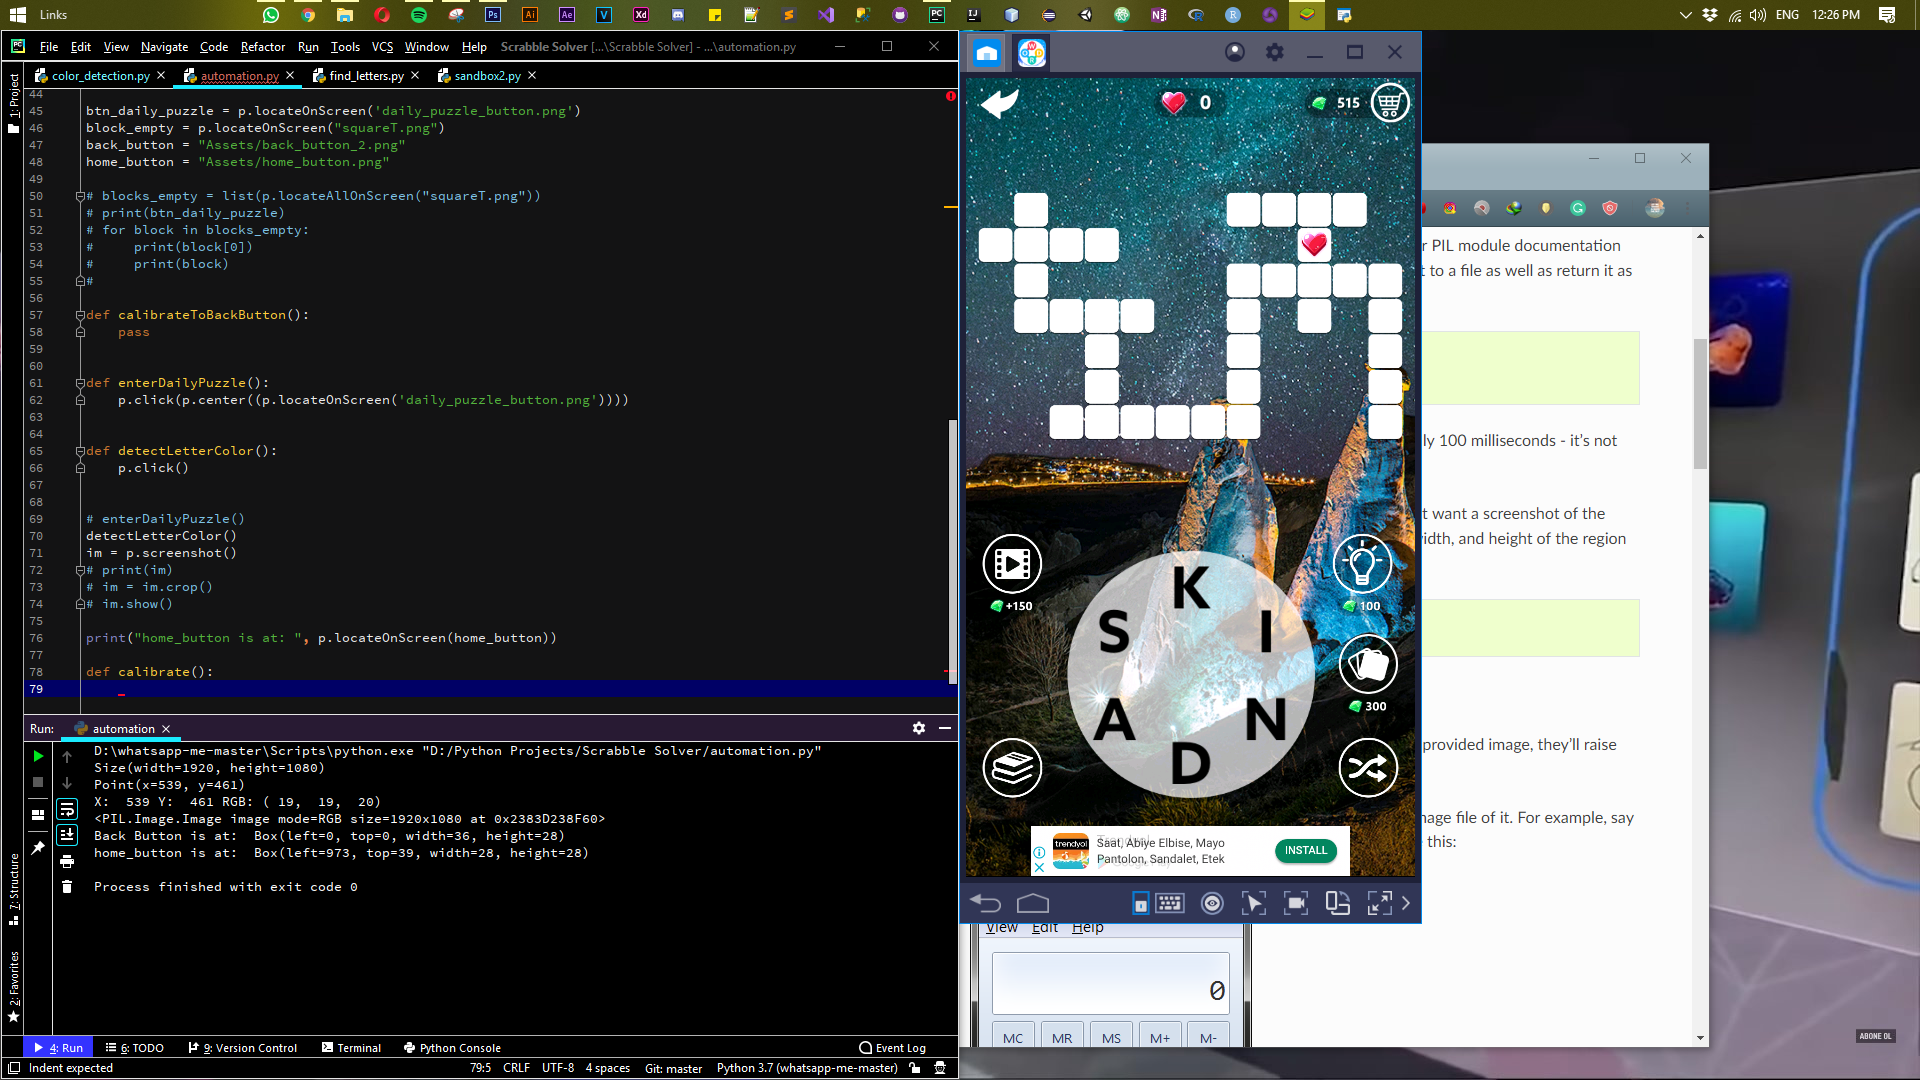 Links
ENG
12:26 PM
File Edit View Navigate Code Refactor Run Tools VCS Window Help Scrabble Solver [...\Scrabble Solver] - ...\automation.py
color_detection.py automation.py find_letters.py sandbox2.py
1: Project
44
45 btn_daily_puzzle = p.locateOnScreen('daily_puzzle_button.png')
46 block_empty = p.locateOnScreen("squareT.png")
47 back_button = "Assets/back_button_2.png"
48 home_button = "Assets/home_button.png"
49
50 # blocks_empty = list(p.locateAllOnScreen("squareT.png"))
51 # print(btn_daily_puzzle)
52 # for block in blocks_empty:
53 #     print(block[0])
54 #     print(block)
55 #
56
57 def calibrateToBackButton():
58     pass
59
60
61 def enterDailyPuzzle():
62     p.click(p.center((p.locateOnScreen('daily_puzzle_button.png'))))
63
64
65 def detectLetterColor():
66     p.click()
67
68
69 # enterDailyPuzzle()
70 detectLetterColor()
71 im = p.screenshot()
72 # print(im)
73 # im = im.crop()
74 # im.show()
75
76 print("home_button is at: ", p.locateOnScreen(home_button))
77
78 def calibrate():
79
Run: automation
D:\whatsapp-me-master\Scripts\python.exe "D:/Python Projects/Scrabble Solver/automation.py"
Size(width=1920, height=1080)
Point(x=539, y=461)
X:  539 Y:  461 RGB: ( 19,  19,  20)
<PIL.Image.Image image mode=RGB size=1920x1080 at 0x2383D238F60>
Back Button is at:  Box(left=0, top=0, width=36, height=28)
home_button is at:  Box(left=973, top=39, width=28, height=28)
Process finished with exit code 0
7: Structure
2: Favorites
4: Run 6: TODO 9: Version Control Terminal Python Console Event Log
Indent expected 79:5 CRLF UTF-8 4 spaces Git: master Python 3.7 (whatsapp-me-master)
0
515
+150
100
300
K
S
I
A
N
D
Saat, Abiye Elbise, Mayo
Pantolon, Sandalet, Etek
trendyol
INSTALL
View Edit Help
0
MC MR MS M+ M-
r PIL module documentation
t to a file as well as return it as
ly 100 milliseconds - it's not
t want a screenshot of the
idth, and height of the region
provided image, they'll raise
nage file of it. For example, say
this:
ABONE OL